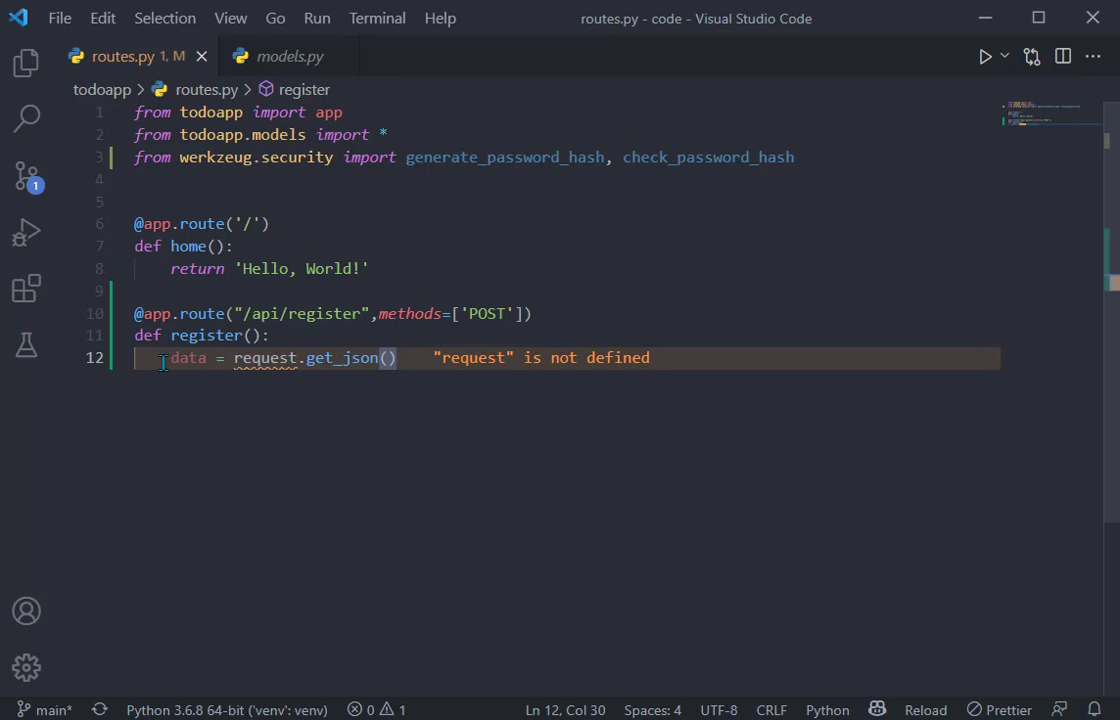 File Edit Selection View Go Run Terminal Help routes.py - code - Visual Studio Code
routes.py 1, M models.py
todoapp > routes.py > register
1 from todoapp import app
2 from todoapp.models import *
3 from werkzeug.security import generate_password_hash, check_password_hash
4
5
6 @app.route('/')
7 def home():
8 return 'Hello, World!'
9
10 @app.route("/api/register",methods=['POST'])
11 def register():
12 data = request.get_json() "request" is not defined
1
main* Python 3.6.8 64-bit ('venv': venv) 0 1 Ln 12, Col 30 Spaces: 4 UTF-8 CRLF Python Reload Prettier